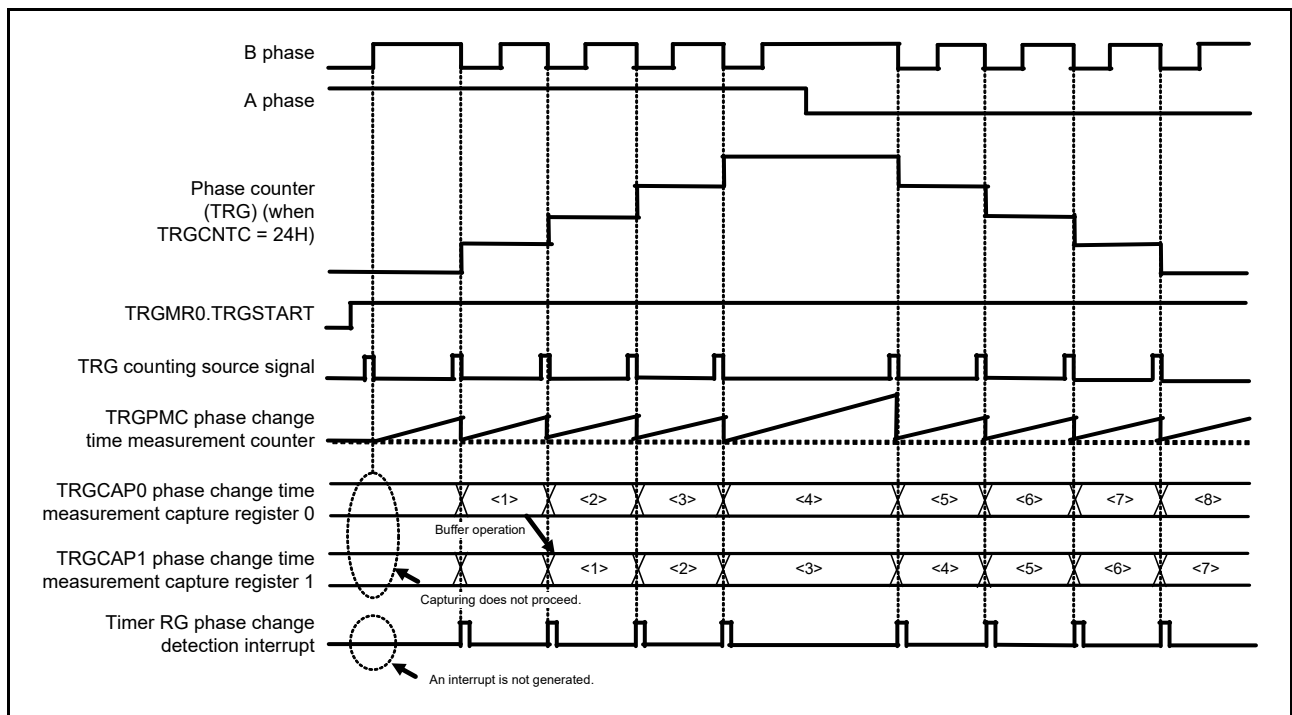 B phase
A phase
Phase counter
(TRG) (when
TRGCNTC = 24H)
TRGMR0.TRGSTART
TRG counting source signal
TRGPMC phase change
time measurement counter
TRGCAP0 phase change time
measurement capture register 0
<1> <2> <3> <4> <5> <6> <7> <8>
Buffer operation
TRGCAP1 phase change time
measurement capture register 1
<1> <2> <3> <4> <5> <6> <7>
Capturing does not proceed.
Timer RG phase change
detection interrupt
An interrupt is not generated.